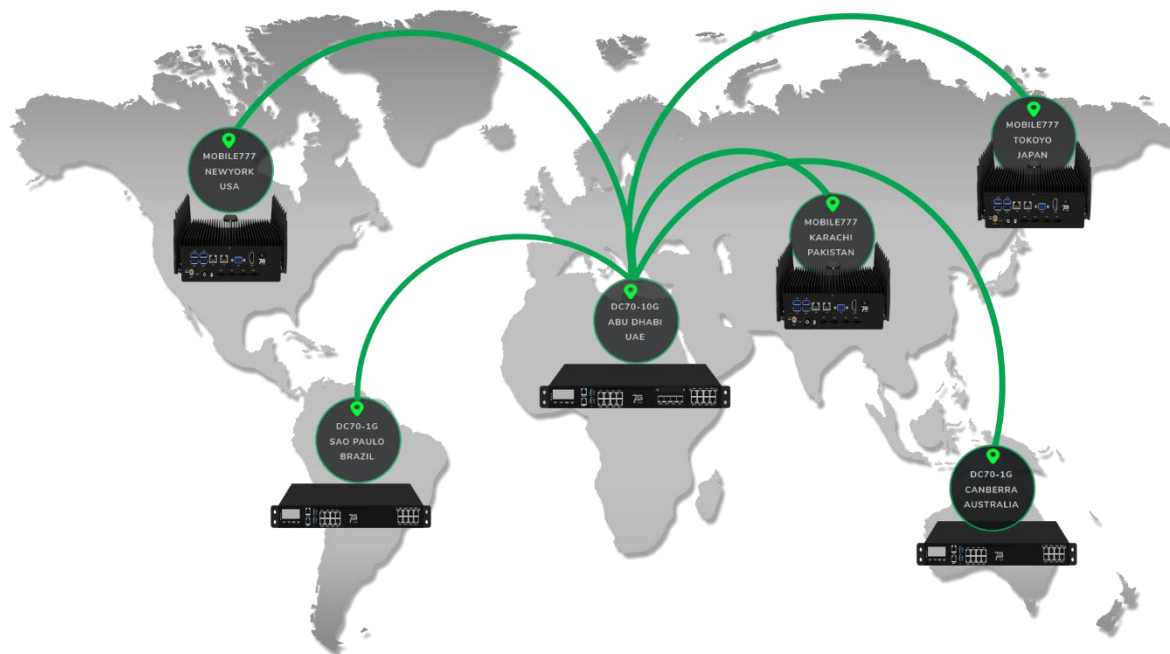 MOBILE777
NEWYORK
USA
MOBILE777
TOKOYO
JAPAN
MOBILE777
KARACHI
PAKISTAN
DC70-10G
ABU DHABI
UAE
DC70-1G
SAO PAULO
BRAZIL
DC70-1G
CANBERRA
AUSTRALIA